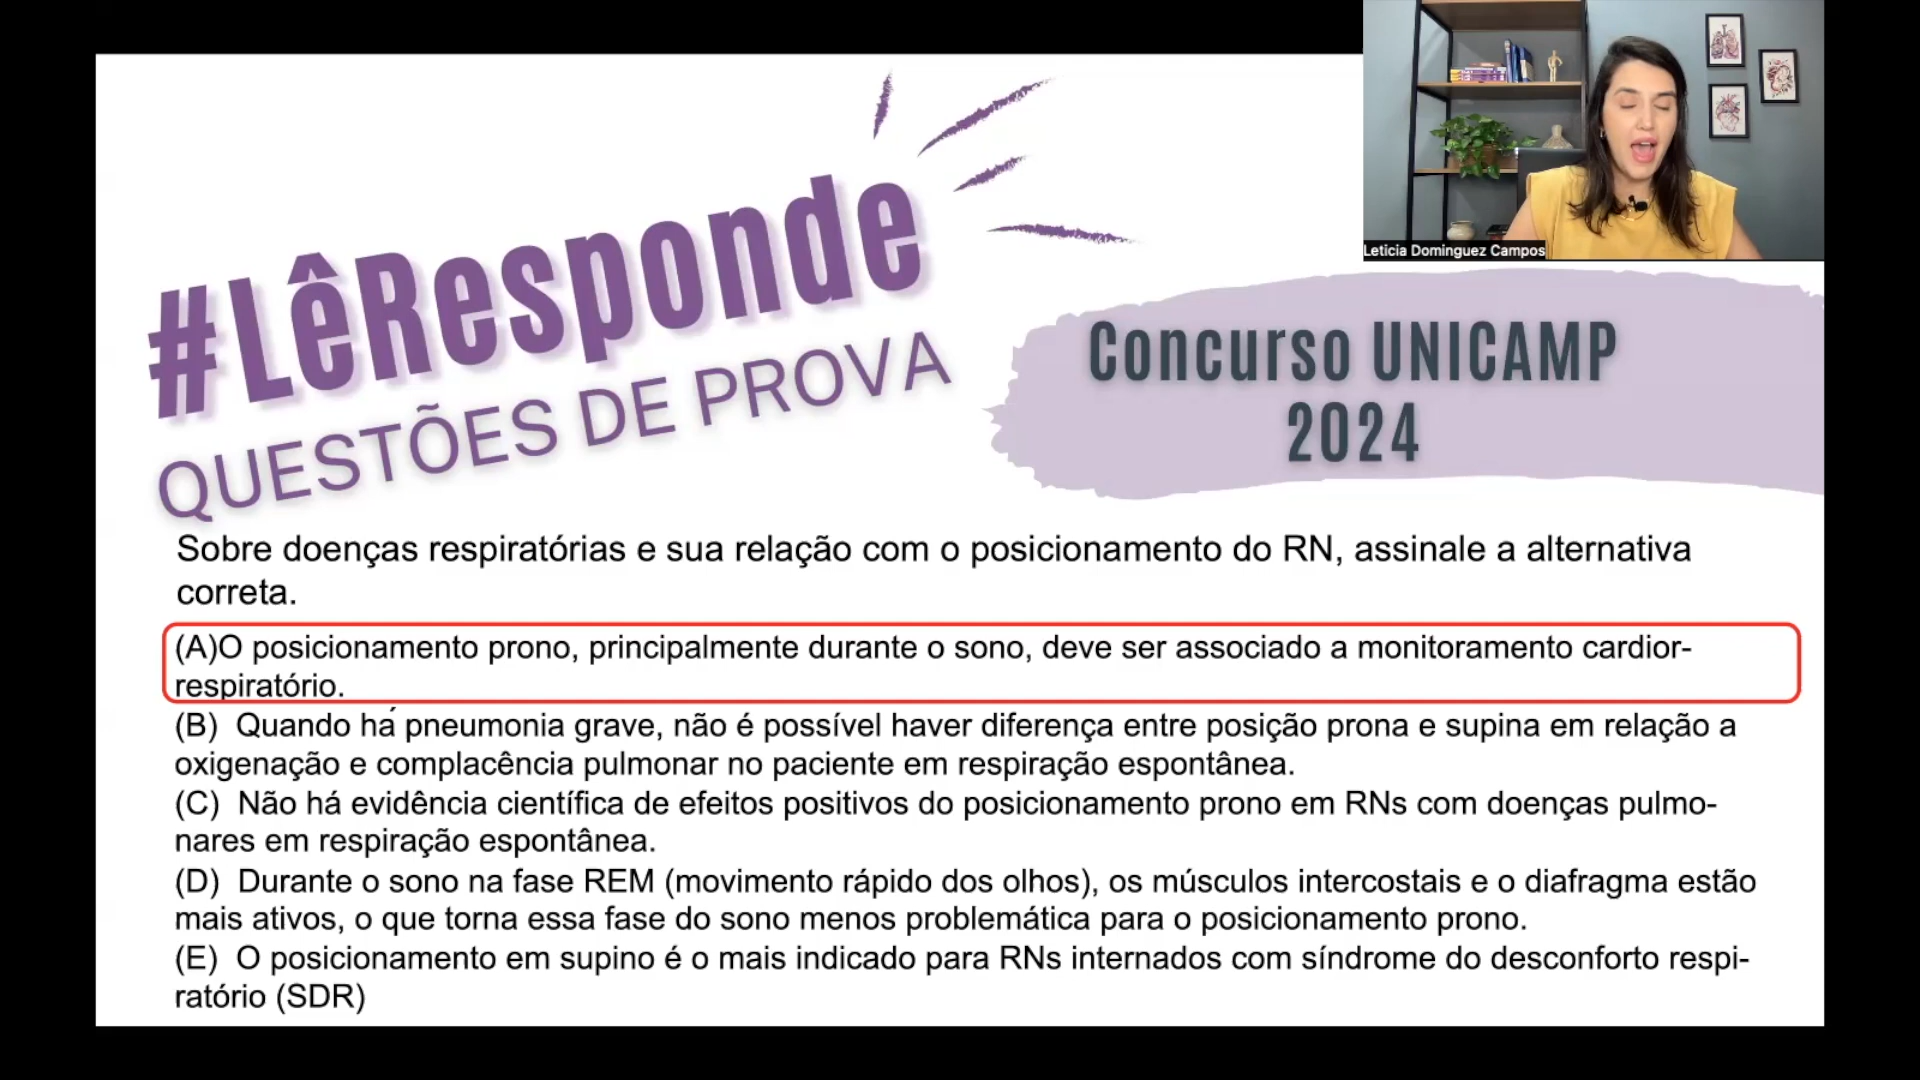 Leticia Dominguez Campos
#LêResponde
QUESTÕES DE PROVA
Concurso UNICAMP
2024
Sobre doenças respiratórias e sua relação com o posicionamento do RN, assinale a alternativa
correta.
(A)O posicionamento prono, principalmente durante o sono, deve ser associado a monitoramento cardior-
respiratório.
(B) Quando há pneumonia grave, não é possível haver diferença entre posição prona e supina em relação a
oxigenação e complacência pulmonar no paciente em respiração espontânea.
(C) Não há evidência científica de efeitos positivos do posicionamento prono em RNs com doenças pulmo-
nares em respiração espontânea.
(D) Durante o sono na fase REM (movimento rápido dos olhos), os músculos intercostais e o diafragma estão
mais ativos, o que torna essa fase do sono menos problemática para o posicionamento prono.
(E) O posicionamento em supino é o mais indicado para RNs internados com síndrome do desconforto respi-
ratório (SDR)